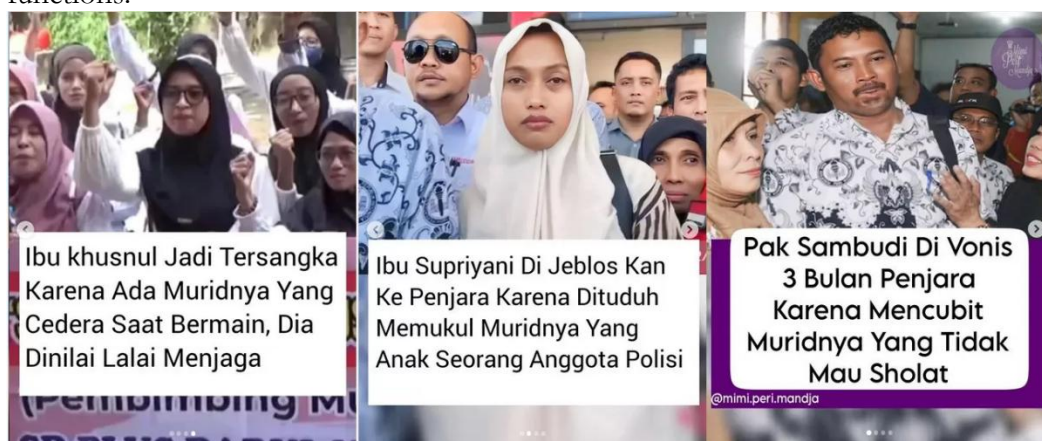 functions.
Ibu khusnul Jadi Tersangka
Karena Ada Muridnya Yang
Cedera Saat Bermain, Dia
Dinilai Lalai Menjaga
(Pembimbing
Ibu Supriyani Di Jeblos Kan
Ke Penjara Karena Dituduh
Memukul Muridnya Yang
Anak Seorang Anggota Polisi
Pak Sambudi Di Vonis
3 Bulan Penjara
Karena Mencubit
Muridnya Yang Tidak
Mau Sholat
@mimi.peri.mandja